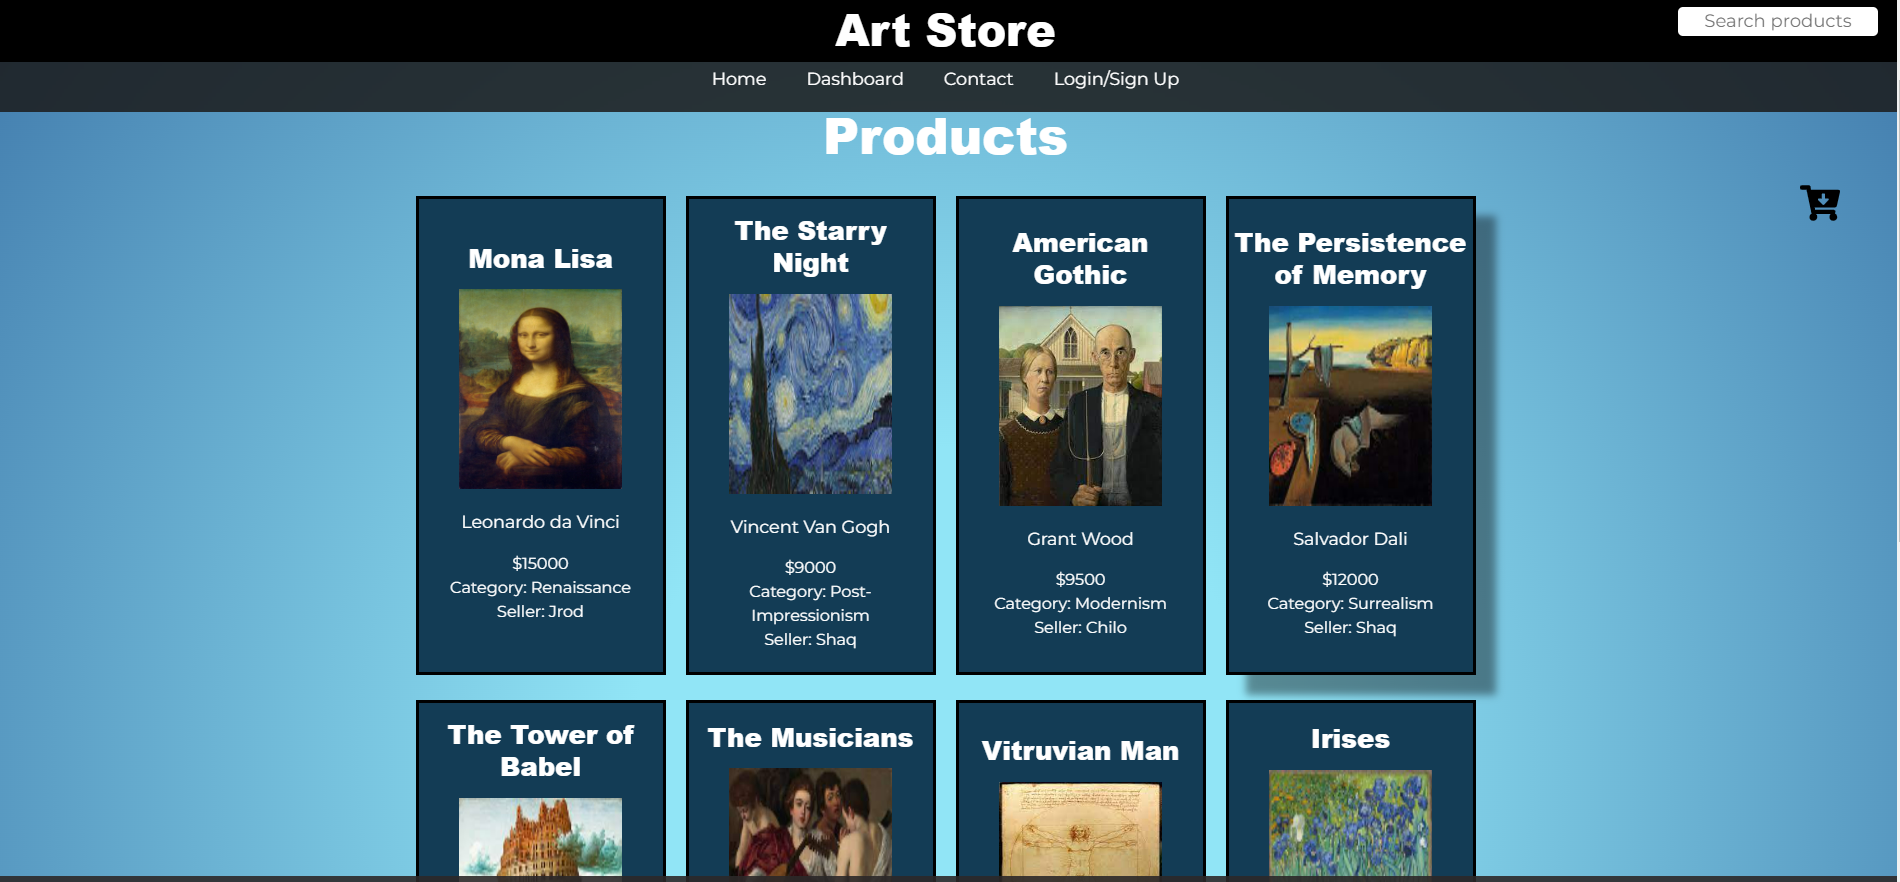 Art Store
Search products
Home Dashboard Contact Login/Sign Up
Products
Mona Lisa
Leonardo da Vinci
$15000
Category: Renaissance
Seller: Jrod
The Starry
Night
Vincent Van Gogh
$9000
Category: Post-
Impressionism
Seller: Shaq
American
Gothic
Grant Wood
$9500
Category: Modernism
Seller: Chilo
The Persistence
of Memory
Salvador Dali
$12000
Category: Surrealism
Seller: Shaq
The Tower of
Babel
The Musicians
Vitruvian Man
Irises